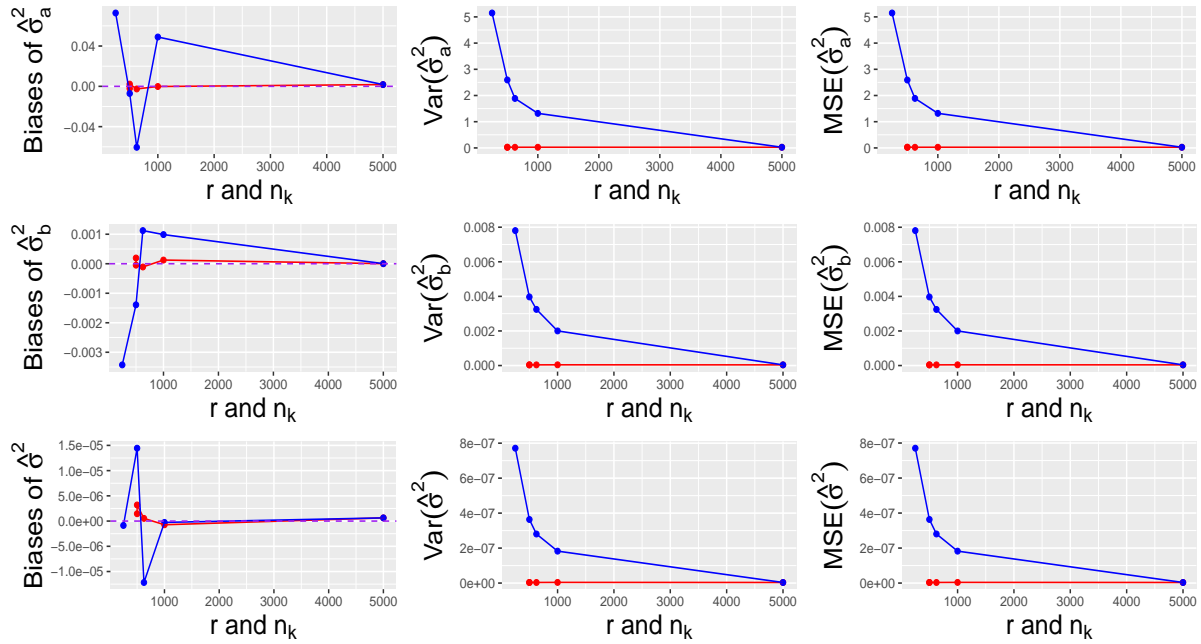 Biases of σ̂²ₐ
0.04
0.00
−0.04
1000 2000 3000 4000 5000
r and nₖ
Var(σ̂²ₐ)
5
4
3
2
1
0
0 1000 2000 3000 4000 5000
r and nₖ
MSE(σ̂²ₐ)
5
4
3
2
1
0
0 1000 2000 3000 4000 5000
r and nₖ
Biases of σ̂²_b
0.001
0.000
−0.001
−0.002
−0.003
1000 2000 3000 4000 5000
r and nₖ
Var(σ̂²_b)
0.008
0.006
0.004
0.002
0.000
0 1000 2000 3000 4000 5000
r and nₖ
MSE(σ̂²_b)
0.008
0.006
0.004
0.002
0.000
0 1000 2000 3000 4000 5000
r and nₖ
Biases of σ̂²
1.5e−05
1.0e−05
5.0e−06
0.0e+00
−5.0e−06
−1.0e−05
1000 2000 3000 4000 5000
r and nₖ
Var(σ̂²)
8e−07
6e−07
4e−07
2e−07
0e+00
0 1000 2000 3000 4000 5000
r and nₖ
MSE(σ̂²)
8e−07
6e−07
4e−07
2e−07
0e+00
0 1000 2000 3000 4000 5000
r and nₖ